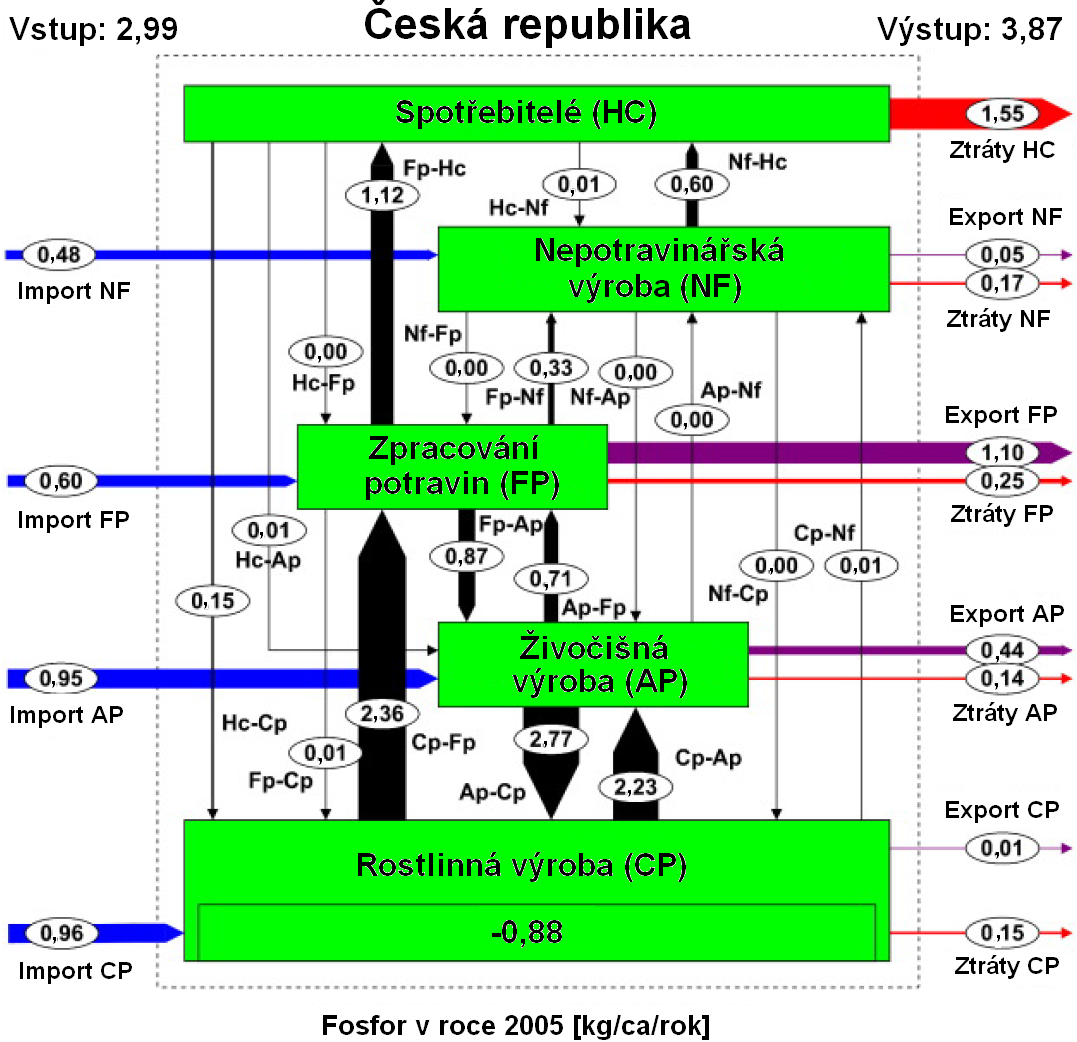 Vstup: 2,99
Česká republika
Výstup: 3,87
Spotřebitelé (HC)
1,55
Ztráty HC
Fp-Hc
1,12
0,01
Hc-Nf
Nf-Hc
0,60
0,48
Import NF
Nepotravinářská
výroba (NF)
Export NF
0,05
0,17
Ztráty NF
0,00
Hc-Fp
Nf-Fp
0,00
0,33
Fp-Nf
0,00
Nf-Ap
Ap-Nf
0,00
0,60
Import FP
Zpracování
potravin (FP)
Export FP
1,10
0,25
Ztráty FP
0,01
Hc-Ap
0,15
Fp-Ap
0,87
0,71
Ap-Fp
0,00
Nf-Cp
Cp-Nf
0,01
0,95
Import AP
Živočišná
výroba (AP)
Export AP
0,44
0,14
Ztráty AP
Hc-Cp
0,01
Fp-Cp
2,36
Cp-Fp
2,77
Ap-Cp
Cp-Ap
2,23
Rostlinná výroba (CP)
-0,88
Export CP
0,01
0,96
Import CP
0,15
Ztráty CP
Fosfor v roce 2005 [kg/ca/rok]